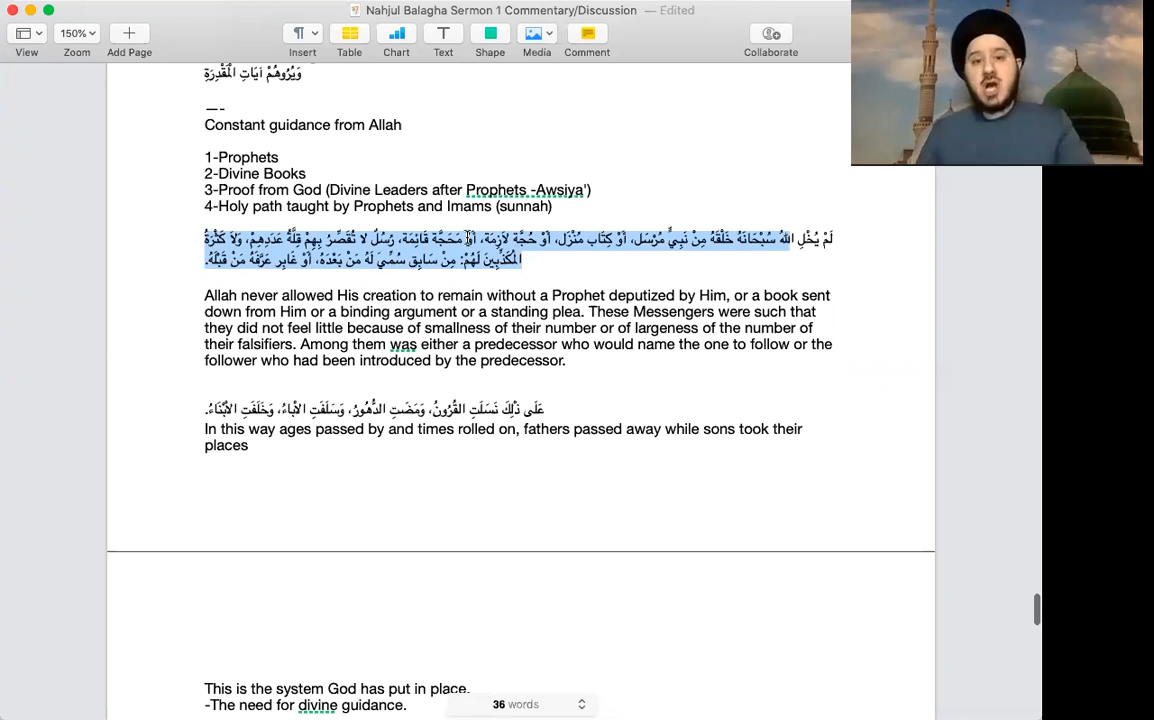 Nahjul Balagha Sermon 1 Commentary/Discussion — Edited
150%
View Zoom Add Page Insert Table Chart Text Shape Media Comment Collaborate
وَيُرُوهُمْ آيَاتِ الْمَقْدِرَةِ
—-
Constant guidance from Allah
1-Prophets
2-Divine Books
3-Proof from God (Divine Leaders after Prophets -Awsiya')
4-Holy path taught by Prophets and Imams (sunnah)
لَمْ يُخْلِ اللهُ سُبْحَانَهُ خَلْقَهُ مِنْ نَبِيٍّ مُرْسَل، أَوْ كِتَاب مُنْزَل، أَوْ حُجَّة لاَزِمَة، أَوْ مَحَجَّة قَائِمَة، رُسُلٌ لا تُقَصِّرُ بِهِمْ قِلَّةُ عَدَدِهِمْ، وَلاَ كَثْرَةُ
المُكَذِّبِينَ لَهُمْ: مِنْ سَابِق سُمِّيَ لَهُ مَنْ بَعْدَهُ، أَوْ غَابِر عَرَّفَهُ مَنْ قَبْلَهُ.
Allah never allowed His creation to remain without a Prophet deputized by Him, or a book sent
down from Him or a binding argument or a standing plea. These Messengers were such that
they did not feel little because of smallness of their number or of largeness of the number of
their falsifiers. Among them was either a predecessor who would name the one to follow or the
follower who had been introduced by the predecessor.
عَلَى ذلِكَ نَسَلَتِ القُرُونُ، وَمَضَتِ الدُّهُورُ، وَسَلَفَتِ الاْباءُ، وَخَلَفَتِ الاْبْنَاءُ.
In this way ages passed by and times rolled on, fathers passed away while sons took their
places
This is the system God has put in place.
-The need for divine guidance.
36 words